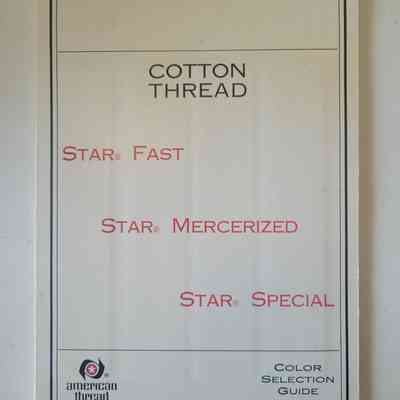 COTTON
THREAD
STAR® FAST
STAR® MERCERIZED
STAR® SPECIAL
american
thread
COLOR
SELECTION
GUIDE